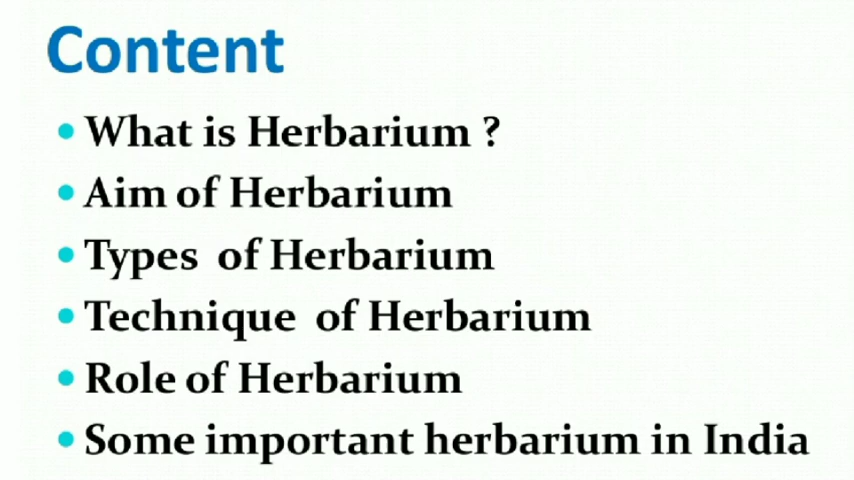 Content
• What is Herbarium ?
• Aim of Herbarium
• Types of Herbarium
• Technique of Herbarium
• Role of Herbarium
• Some important herbarium in India